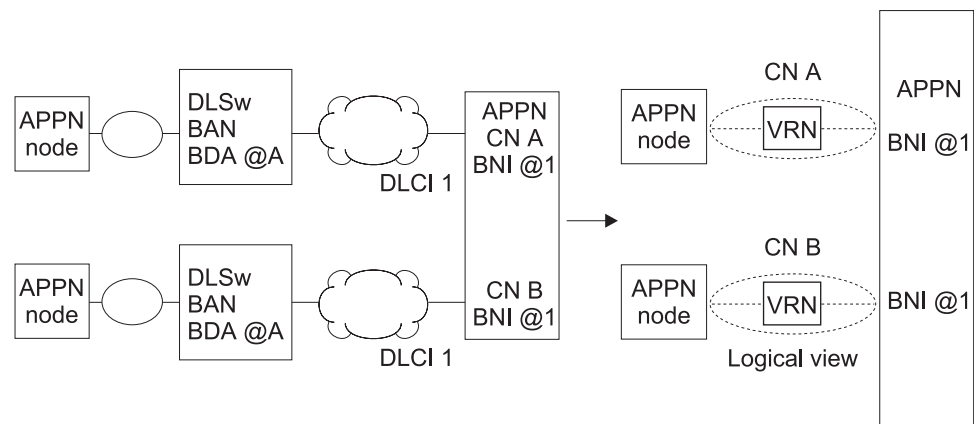 APPN
node
DLSw
BAN
BDA @A
DLCI 1
APPN
CN A
BNI @1
APPN
node
DLSw
BAN
BDA @A
DLCI 1
CN B
BNI @1
CN A
APPN
node
VRN
APPN
BNI @1
CN B
APPN
node
VRN
BNI @1
Logical view